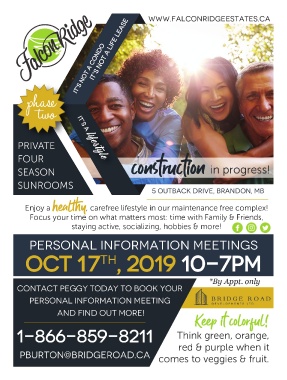 WWW.FALCONRIDGEESTATES.CA
Falcon Ridge
IT'S NOT A CONDO
IT'S NOT A LIFE LEASE
IT'S A lifestyle
phase
two
PRIVATE
FOUR
SEASON
SUNROOMS
construction in progress!
5 OUTBACK DRIVE, BRANDON, MB
Enjoy a healthy, carefree lifestyle in our maintenance free complex!
Focus your time on what matters most: time with Family & Friends,
staying active, socializing, hobbies & more!
PERSONAL INFORMATION MEETINGS
OCT 17TH, 2019 10-7PM
*By Appt. only
CONTACT PEGGY TODAY TO BOOK YOUR
PERSONAL INFORMATION MEETING
AND FIND OUT MORE!
1-866-859-8211
PBURTON@BRIDGEROAD.CA
BRIDGE ROAD
DEVELOPMENTS LTD
Keep it colorful!
Think green, orange,
red & purple when it
comes to veggies & fruit.